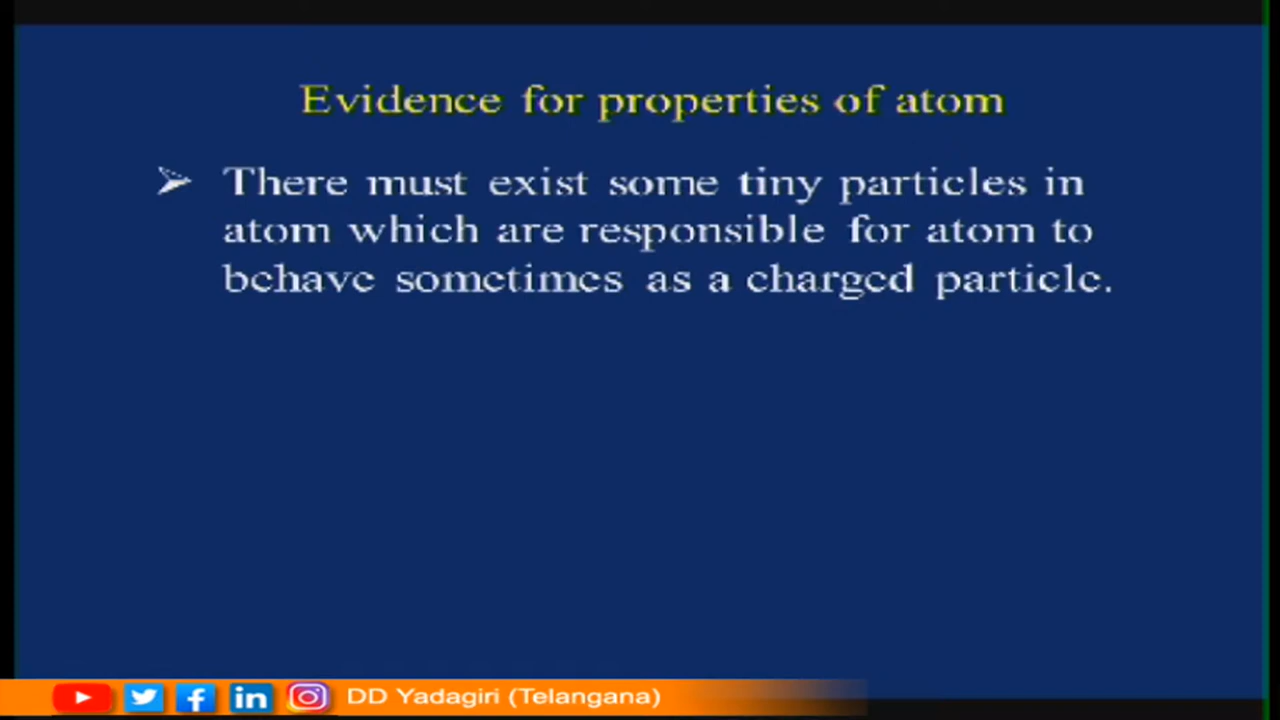 Evidence for properties of atom
There must exist some tiny particles in
atom which are responsible for atom to
behave sometimes as a charged particle.
DD Yadagiri (Telangana)